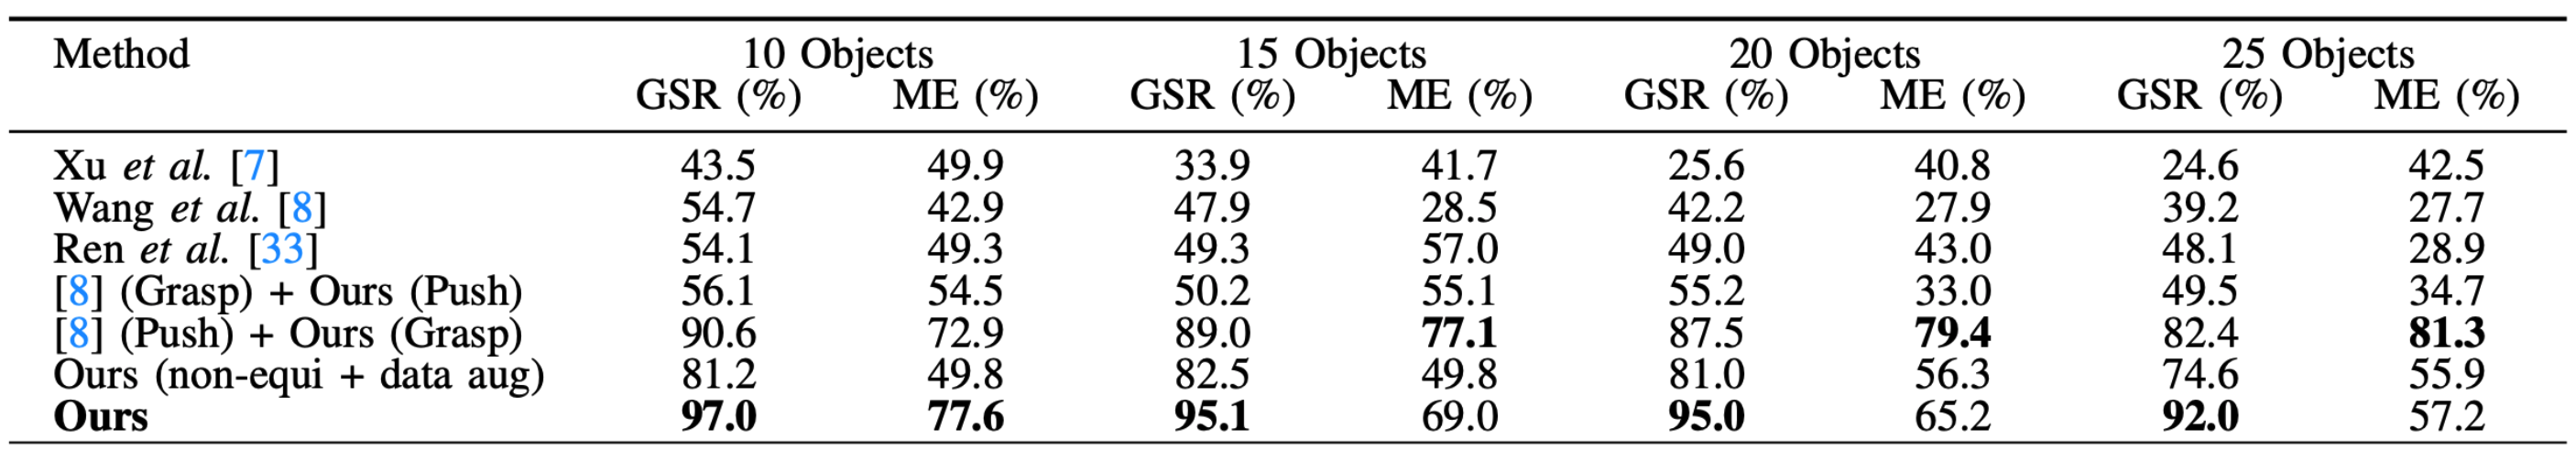 Method 10 Objects 15 Objects 20 Objects 25 Objects
GSR (%) ME (%) GSR (%) ME (%) GSR (%) ME (%) GSR (%) ME (%)
Xu et al. [7] 43.5 49.9 33.9 41.7 25.6 40.8 24.6 42.5
Wang et al. [8] 54.7 42.9 47.9 28.5 42.2 27.9 39.2 27.7
Ren et al. [33] 54.1 49.3 49.3 57.0 49.0 43.0 48.1 28.9
[8] (Grasp) + Ours (Push) 56.1 54.5 50.2 55.1 55.2 33.0 49.5 34.7
[8] (Push) + Ours (Grasp) 90.6 72.9 89.0 77.1 87.5 79.4 82.4 81.3
Ours (non-equi + data aug) 81.2 49.8 82.5 49.8 81.0 56.3 74.6 55.9
Ours 97.0 77.6 95.1 69.0 95.0 65.2 92.0 57.2